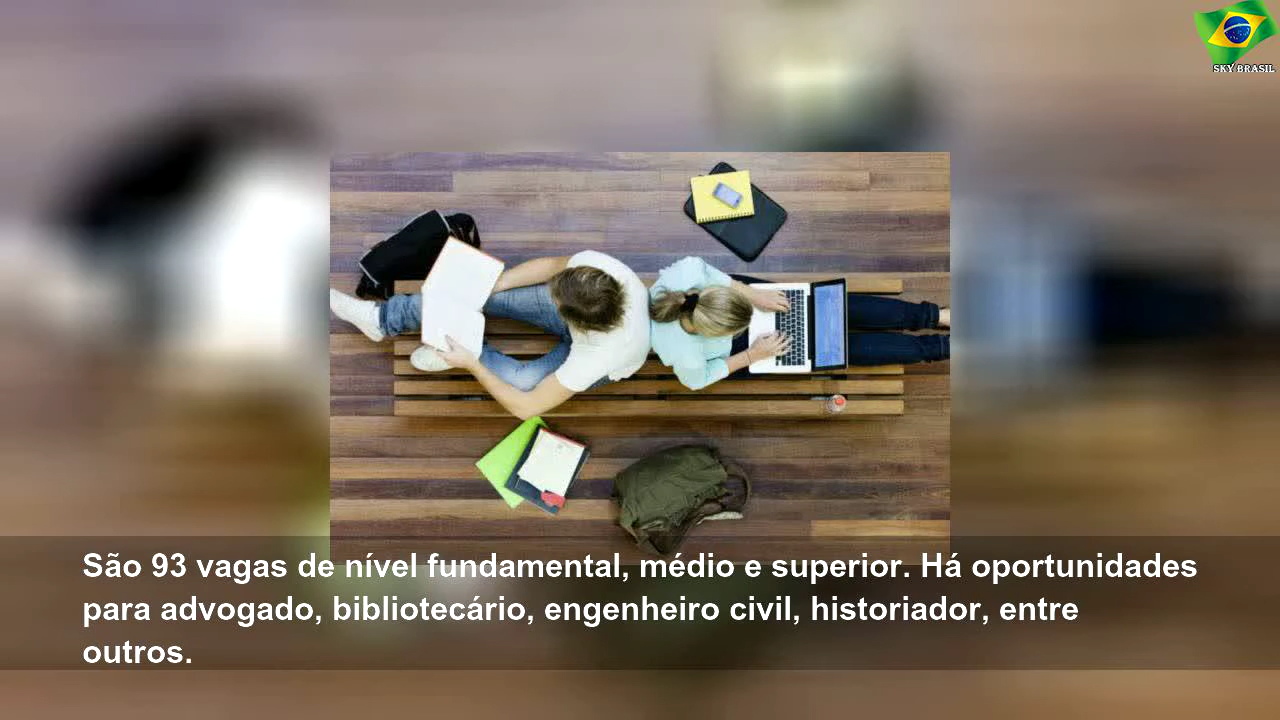 SKY BRASIL
São 93 vagas de nível fundamental, médio e superior. Há oportunidades
para advogado, bibliotecário, engenheiro civil, historiador, entre
outros.